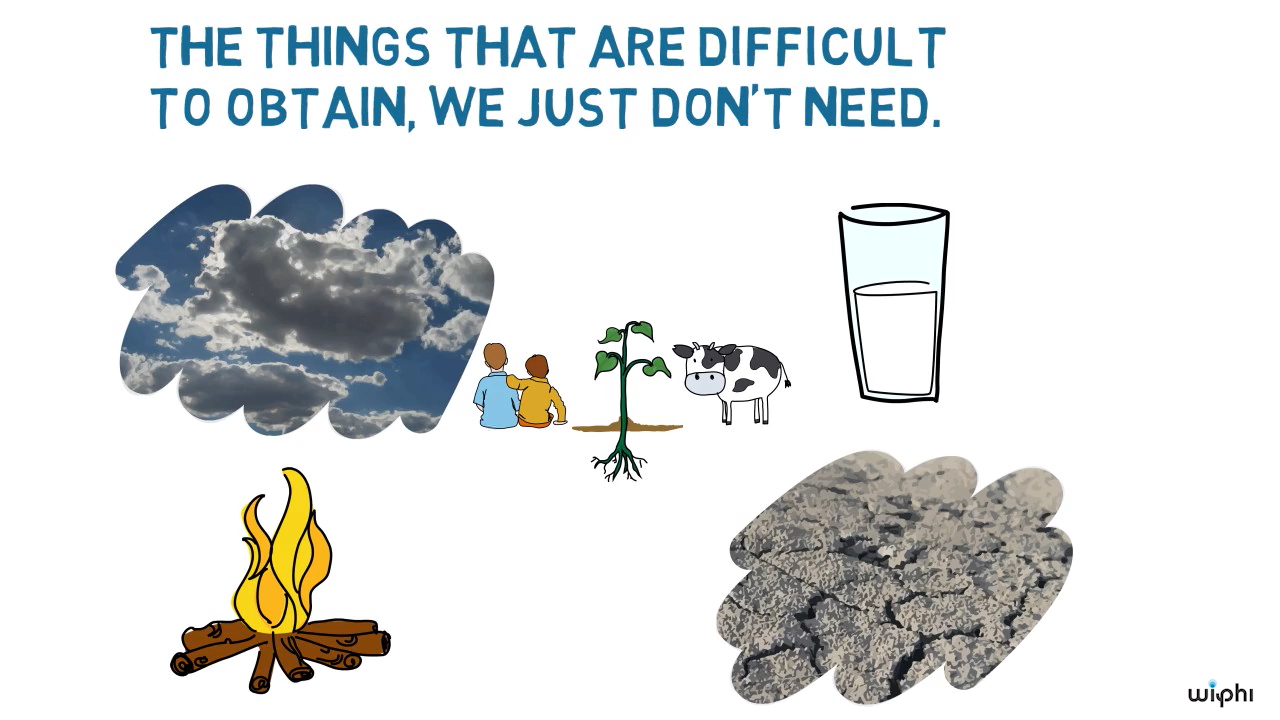 THE THINGS THAT ARE DIFFICULT
TO OBTAIN, WE JUST DON'T NEED.
wiphi